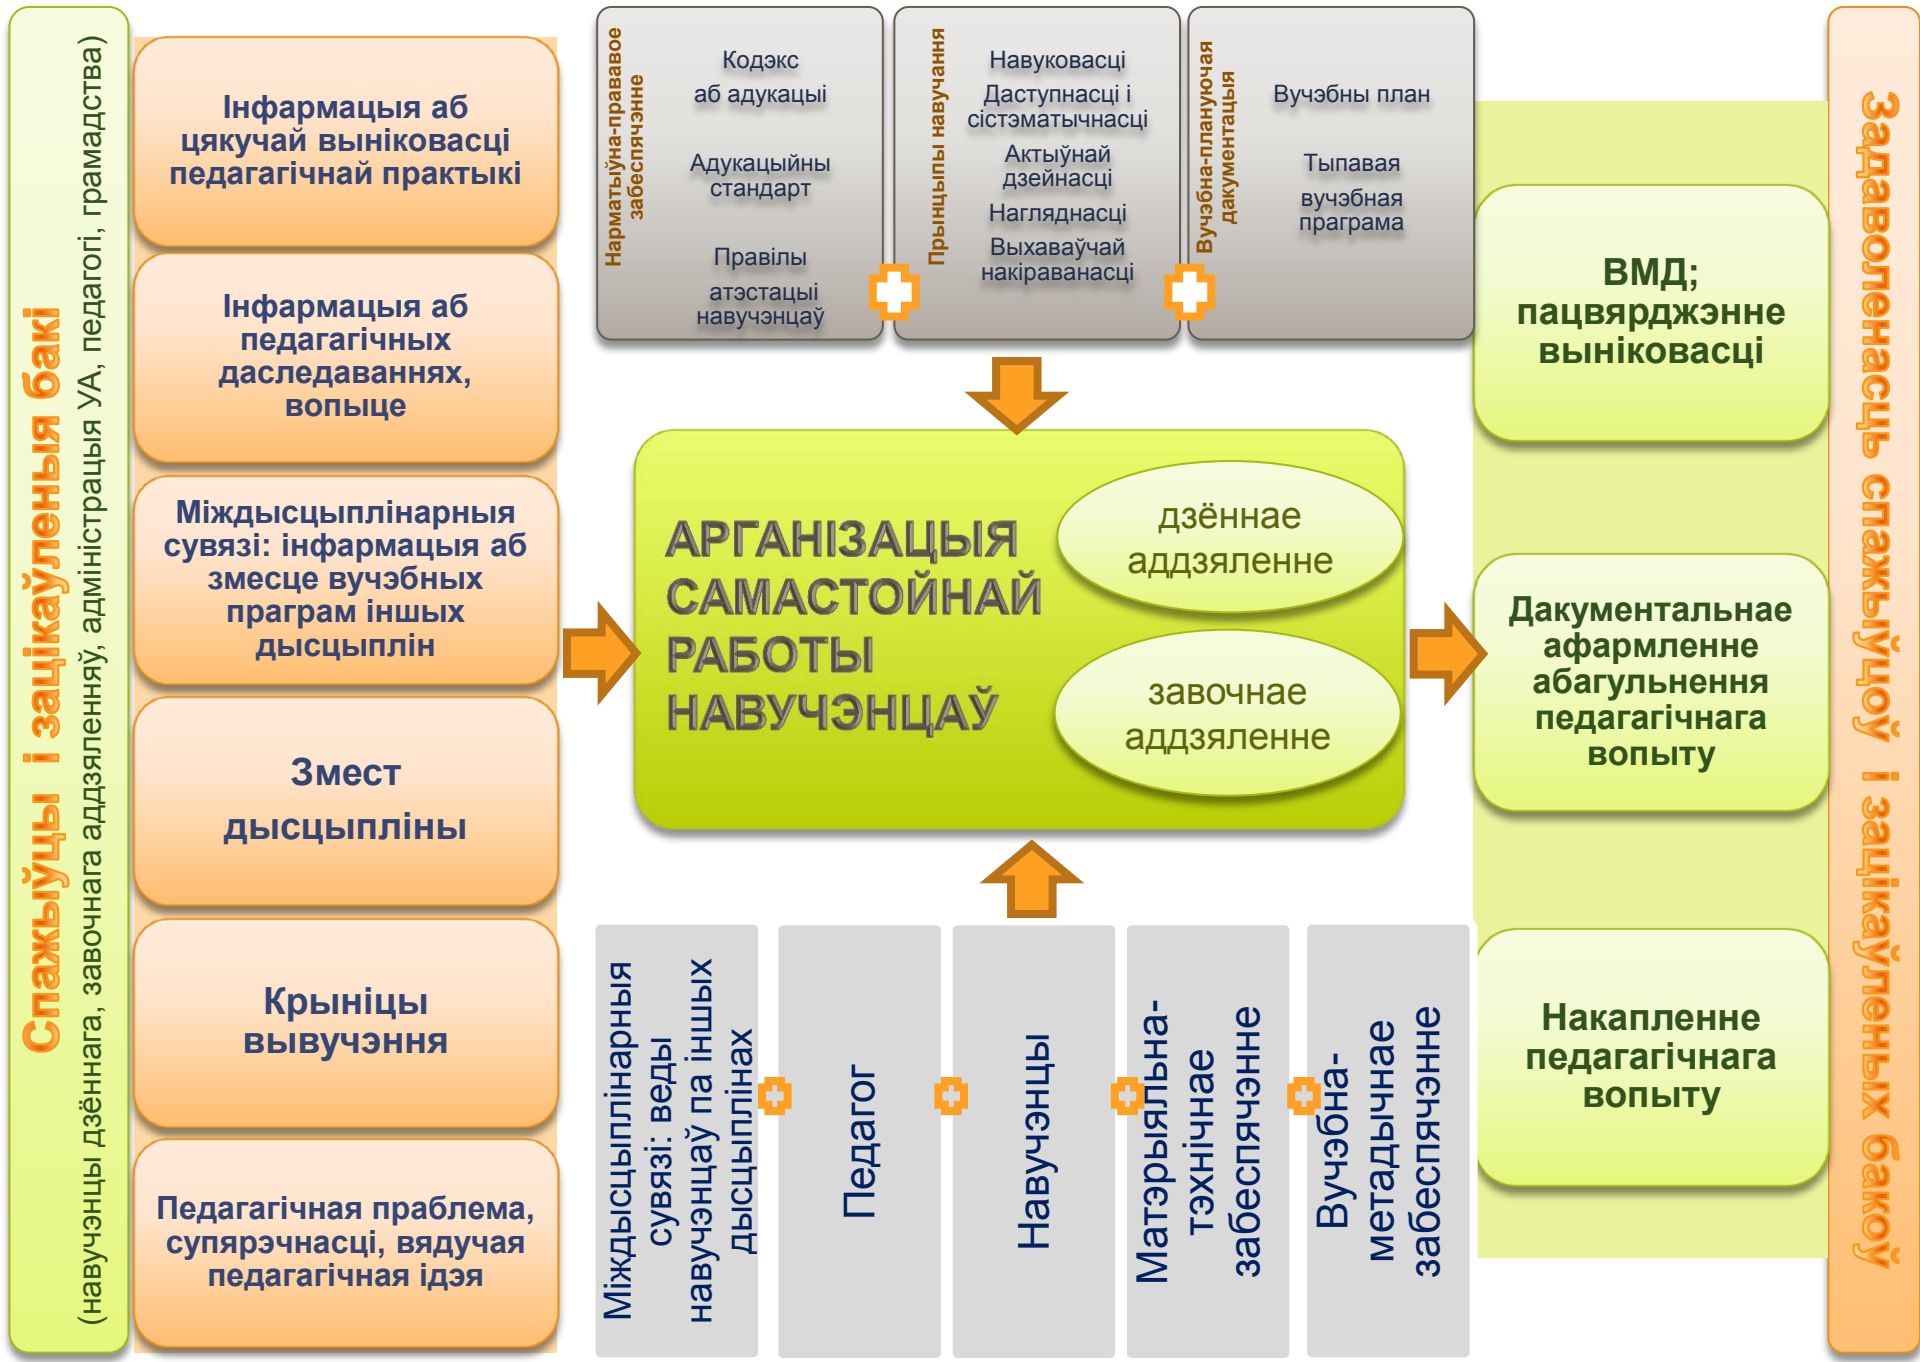 Спажыўцы і зацікаўленыя бакі
(навучэнцы дзённага, завочнага аддзяленняў, адміністрацыя УА, педагогі, грамадства)
Інфармацыя аб
цякучай выніковасці
педагагічнай практыкі
Інфармацыя аб
педагагічных
даследаваннях,
вопыце
Міждысцыплінарныя
сувязі: інфармацыя аб
змесце вучэбных
праграм іншых
дысцыплін
Змест
дысцыпліны
Крыніцы
вывучэння
Педагагічная праблема,
супярэчнасці, вядучая
педагагічная ідэя
Нарматыўна-прававое
забеспячэнне
Кодэкс
аб адукацыі
Адукацыйны
стандарт
Правілы
атэстацыі
навучэнцаў
Прынцыпы навучання
Навуковасці
Даступнасці і
сістэматычнасці
Актыўнай
дзейнасці
Нагляднасці
Выхаваўчай
накіраванасці
Вучэбна-плануючая
дакументацыя
Вучэбны план
Тыпавая
вучэбная
праграма
АРГАНІЗАЦЫЯ
САМАСТОЙНАЙ
РАБОТЫ
НАВУЧЭНЦАЎ
дзённае
аддзяленне
завочнае
аддзяленне
Міждысцыплінарныя
сувязі: веды
навучэнцаў па іншых
дысцыплінах
Педагог
Навучэнцы
Матэрыяльна-
тэхнічнае
забеспячэнне
Вучэбна-
метадычнае
забеспячэнне
ВМД;
пацвярджэнне
выніковасці
Дакументальнае
афармленне
абагульнення
педагагічнага
вопыту
Накапленне
педагагічнага
вопыту
Задаволенасць спажыўцоў і зацікаўленых бакоў